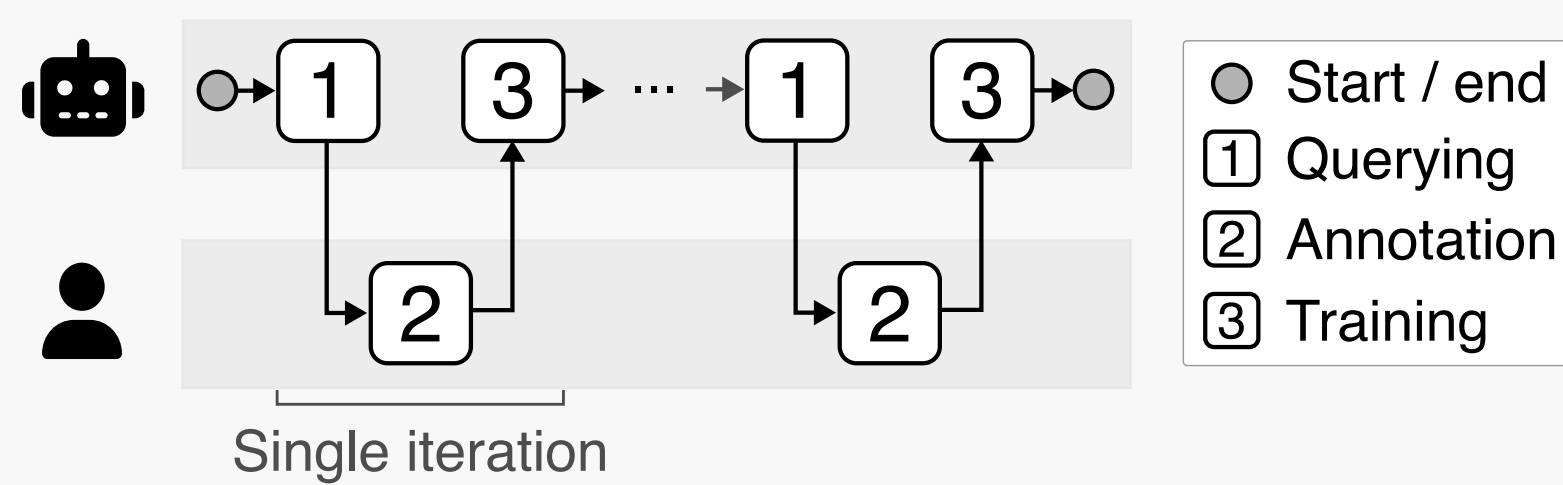 1 3 ... 1 3
2 2
Single iteration
Start / end
1 Querying
2 Annotation
3 Training